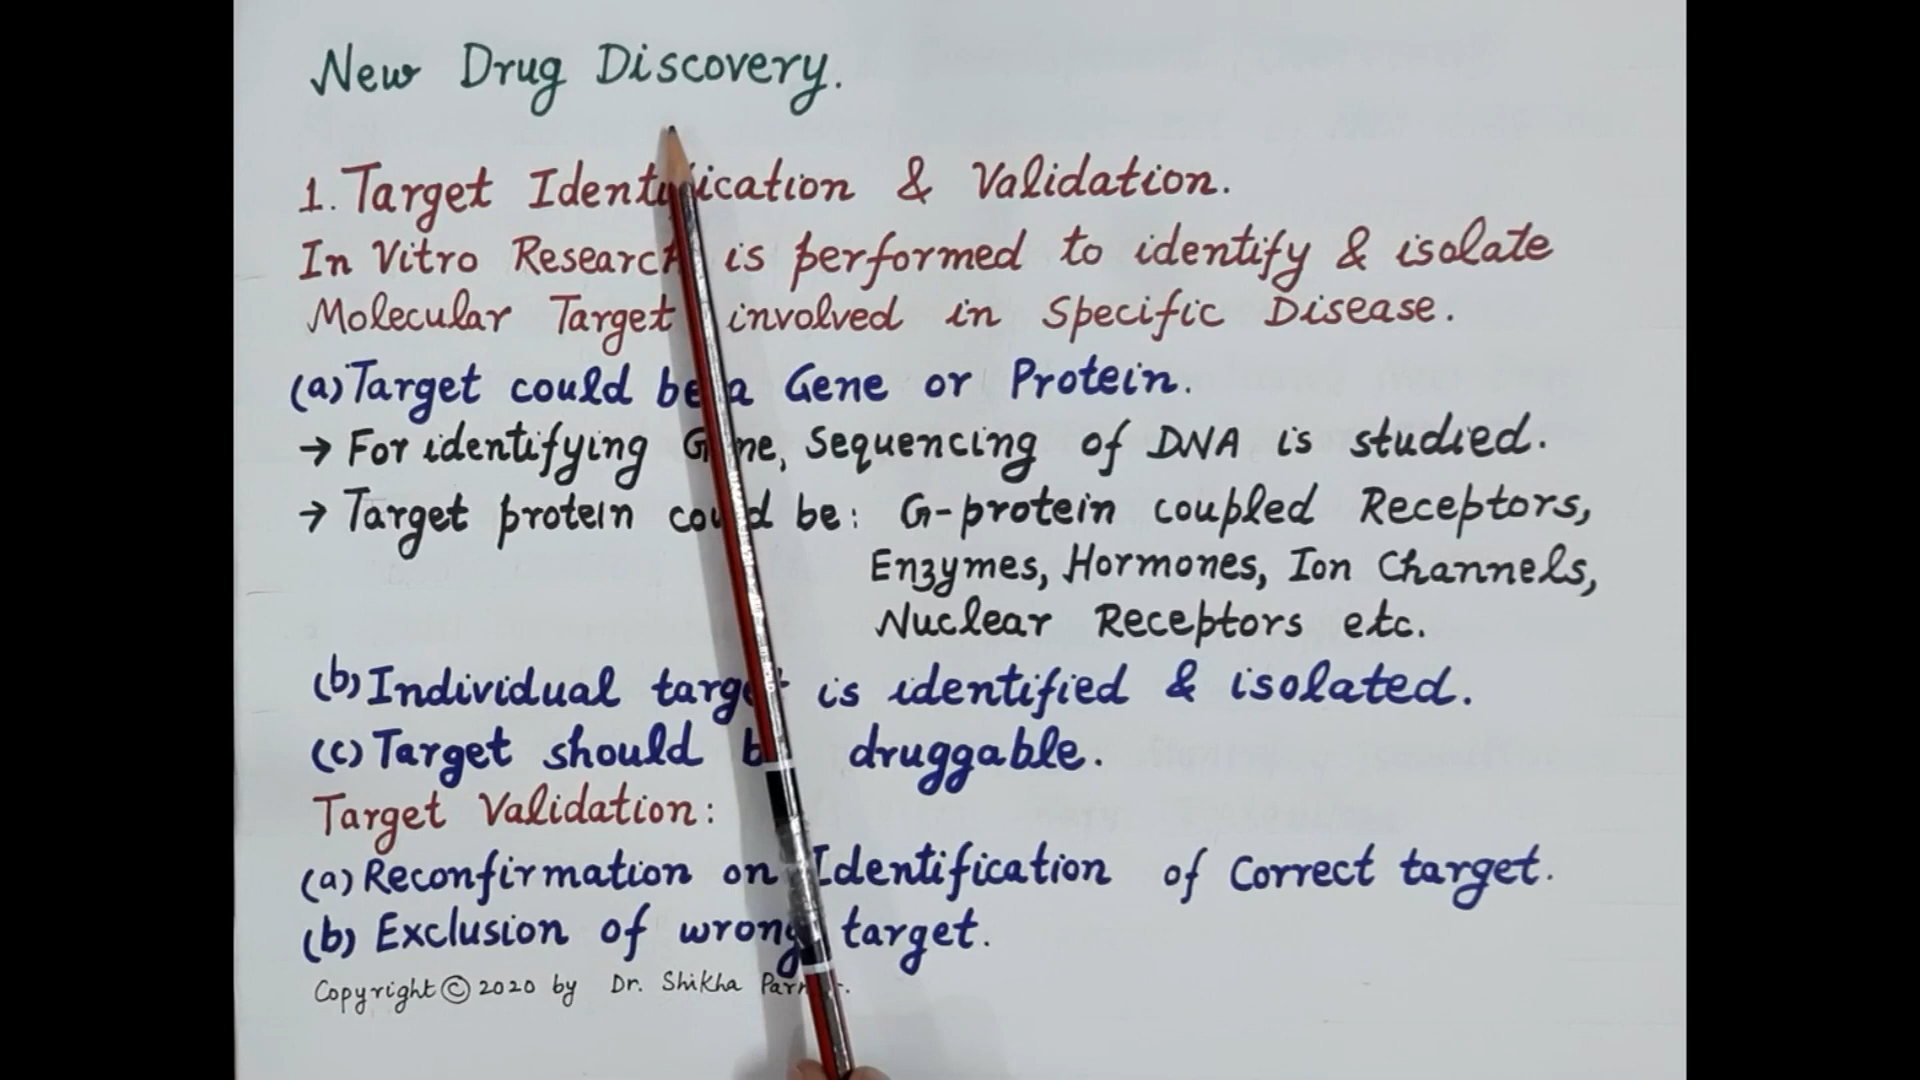 New Drug Discovery.
1. Target Identification & Validation.
In Vitro Research is performed to identify & isolate
Molecular Target involved in Specific Disease.
(a) Target could be a Gene or Protein.
→ For identifying Gene, Sequencing of DNA is studied.
→ Target protein could be: G-protein coupled Receptors,
Enzymes, Hormones, Ion Channels,
Nuclear Receptors etc.
(b) Individual target is identified & isolated.
(c) Target should be druggable.
Target Validation:
(a) Reconfirmation on Identification of Correct target.
(b) Exclusion of wrong target.
Copyright © 2020 by Dr. Shikha